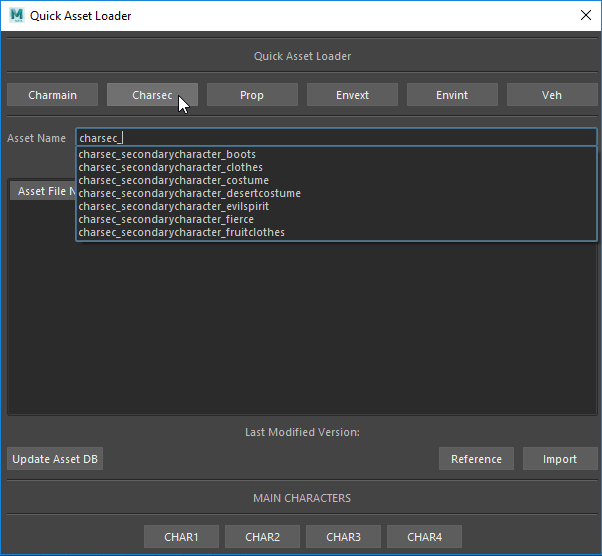 Quick Asset Loader
Quick Asset Loader
Charmain Charsec Prop Envext Envint Veh
Asset Name charsec_
charsec_secondarycharacter_boots
charsec_secondarycharacter_clothes
charsec_secondarycharacter_costume
charsec_secondarycharacter_desertcostume
charsec_secondarycharacter_evilspirit
charsec_secondarycharacter_fierce
charsec_secondarycharacter_fruitclothes
Asset File N
Last Modified Version:
Update Asset DB Reference Import
MAIN CHARACTERS
CHAR1 CHAR2 CHAR3 CHAR4